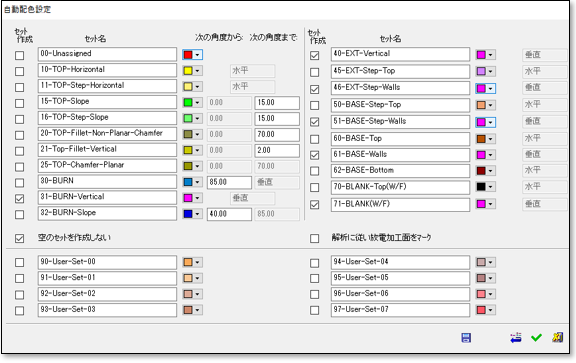 自動配色設定
セット作成 セット名 次の角度から: 次の角度まで:
00-Unassigned
10-TOP-Horizontal 水平
11-TOP-Step-Horizontal 水平
15-TOP-Slope 0.00 15.00
16-TOP-Step-Slope 0.00 15.00
20-TOP-Fillet-Non-Planar-Chamfer 0.00 70.00
21-Top-Fillet-Vertical 0.00 2.00
25-TOP-Chamfer-Planar 0.00 70.00
30-BURN 85.00 垂直
31-BURN-Vertical 垂直
32-BURN-Slope 40.00 85.00
セット作成 セット名
40-EXT-Vertical 垂直
45-EXT-Step-Top 水平
46-EXT-Step-Walls 垂直
50-BASE-Step-Top 水平
51-BASE-Step-Walls 垂直
60-BASE-Top 水平
61-BASE-Walls 垂直
62-BASE-Bottom 水平
70-BLANK-Top(W/F) 水平
71-BLANK(W/F) 垂直
空のセットを作成しない
解析に従い放電加工面をマーク
90-User-Set-00
91-User-Set-01
92-User-Set-02
93-User-Set-03
94-User-Set-04
95-User-Set-05
96-User-Set-06
97-User-Set-07